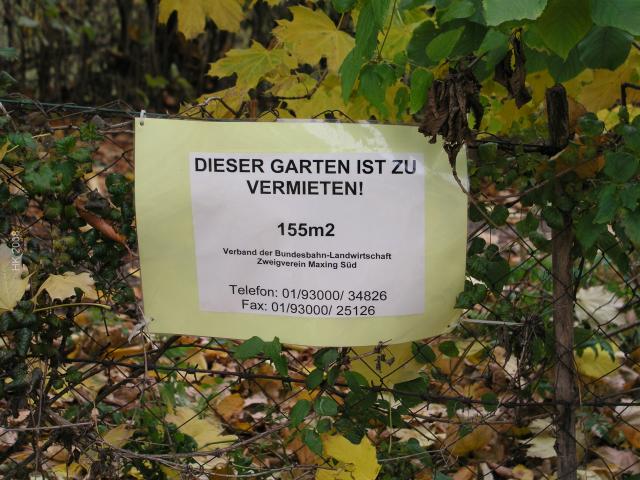 DIESER GARTEN IST ZU
VERMIETEN!
155m2
Verband der Bundesbahn-Landwirtschaft
Zweigverein Maxing Süd
Telefon: 01/93000/ 34826
Fax: 01/93000/ 25126